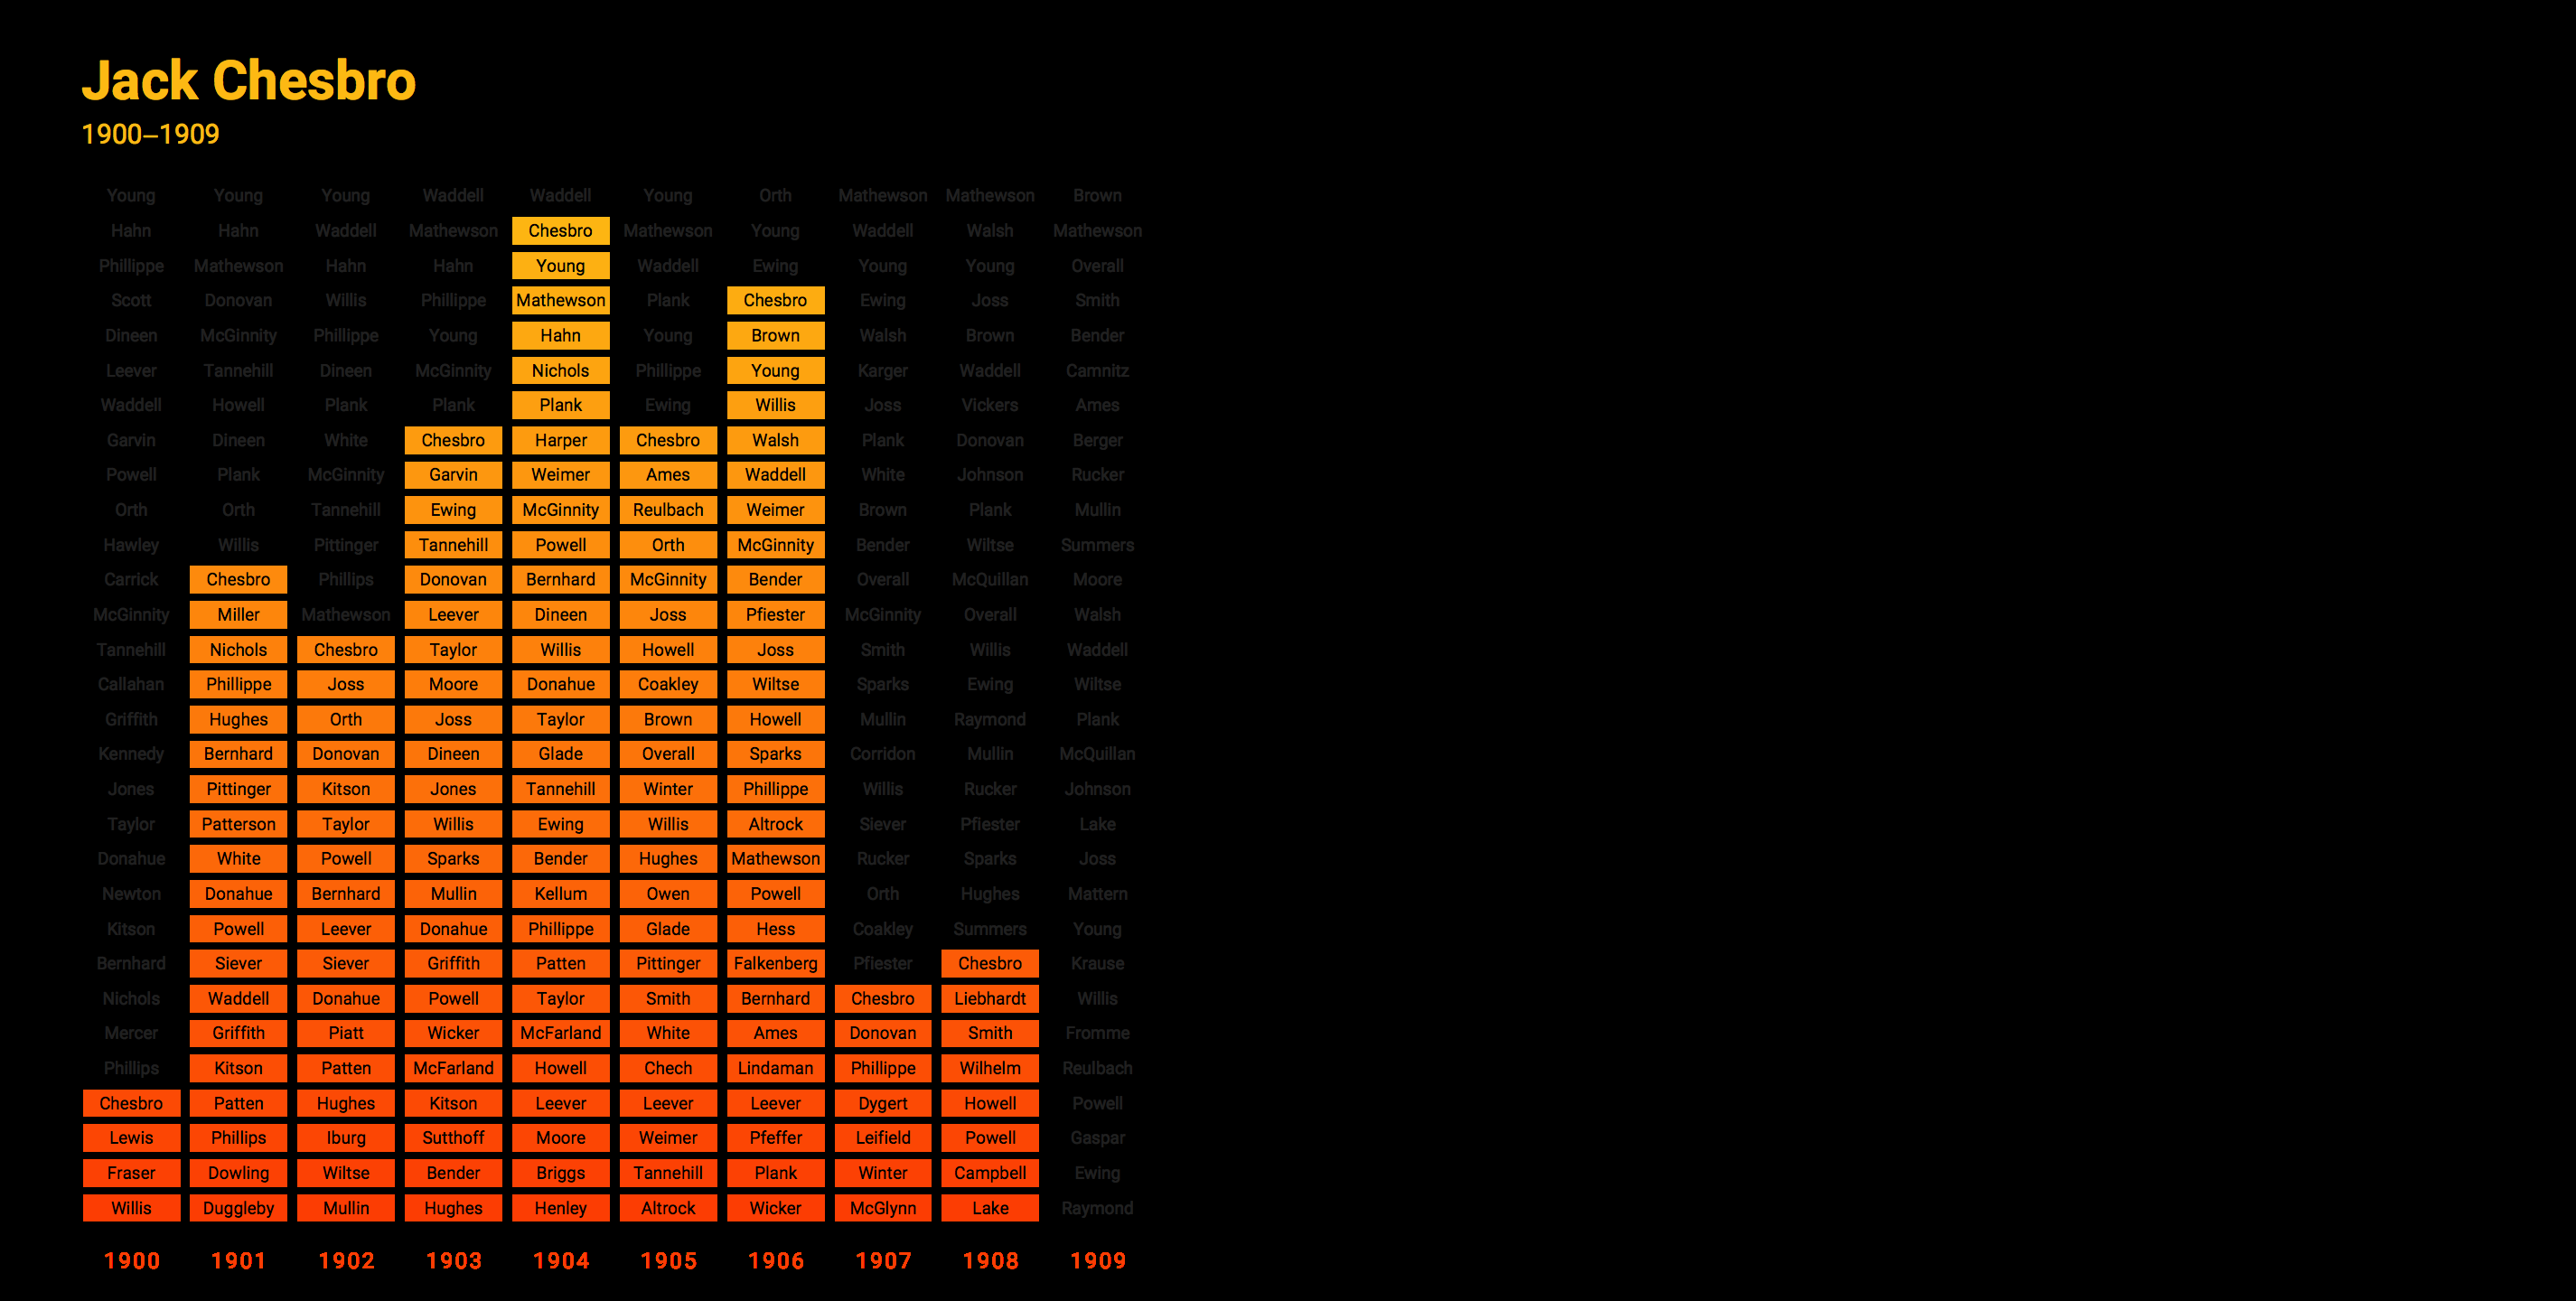 Jack Chesbro
1900–1909
Young Young Young Waddell Waddell Young Orth Mathewson Mathewson Brown
Hahn Hahn Waddell Mathewson Chesbro Mathewson Young Waddell Walsh Mathewson
Phillippe Mathewson Hahn Hahn Young Waddell Ewing Young Young Overall
Scott Donovan Willis Phillippe Mathewson Plank Chesbro Ewing Joss Smith
Dineen McGinnity Phillippe Young Hahn Young Brown Walsh Brown Bender
Leever Tannehill Dineen McGinnity Nichols Phillippe Young Karger Waddell Camnitz
Waddell Howell Plank Plank Plank Ewing Willis Joss Vickers Ames
Garvin Dineen White Chesbro Harper Chesbro Walsh Plank Donovan Berger
Powell Plank McGinnity Garvin Weimer Ames Waddell White Johnson Rucker
Orth Orth Tannehill Ewing McGinnity Reulbach Weimer Brown Plank Mullin
Hawley Willis Pittinger Tannehill Powell Orth McGinnity Bender Wiltse Summers
Carrick Chesbro Phillips Donovan Bernhard McGinnity Bender Overall McQuillan Moore
McGinnity Miller Mathewson Leever Dineen Joss Pfiester McGinnity Overall Walsh
Tannehill Nichols Chesbro Taylor Willis Howell Joss Smith Willis Waddell
Callahan Phillippe Joss Moore Donahue Coakley Wiltse Sparks Ewing Wiltse
Griffith Hughes Orth Joss Taylor Brown Howell Mullin Raymond Plank
Kennedy Bernhard Donovan Dineen Glade Overall Sparks Corridon Mullin McQuillan
Jones Pittinger Kitson Jones Tannehill Winter Phillippe Willis Rucker Johnson
Taylor Patterson Taylor Willis Ewing Willis Altrock Siever Pfiester Lake
Donahue White Powell Sparks Bender Hughes Mathewson Rucker Sparks Joss
Newton Donahue Bernhard Mullin Kellum Owen Powell Orth Hughes Mattern
Kitson Powell Leever Donahue Phillippe Glade Hess Coakley Summers Young
Bernhard Siever Siever Griffith Patten Pittinger Falkenberg Pfiester Chesbro Krause
Nichols Waddell Donahue Powell Taylor Smith Bernhard Chesbro Liebhardt Willis
Mercer Griffith Piatt Wicker McFarland White Ames Donovan Smith Fromme
Phillips Kitson Patten McFarland Howell Chech Lindaman Phillippe Wilhelm Reulbach
Chesbro Patten Hughes Kitson Leever Leever Leever Dygert Howell Powell
Lewis Phillips Iburg Sutthoff Moore Weimer Pfeffer Leifield Powell Gaspar
Fraser Dowling Wiltse Bender Briggs Tannehill Plank Winter Campbell Ewing
Willis Duggleby Mullin Hughes Henley Altrock Wicker McGlynn Lake Raymond
1900 1901 1902 1903 1904 1905 1906 1907 1908 1909